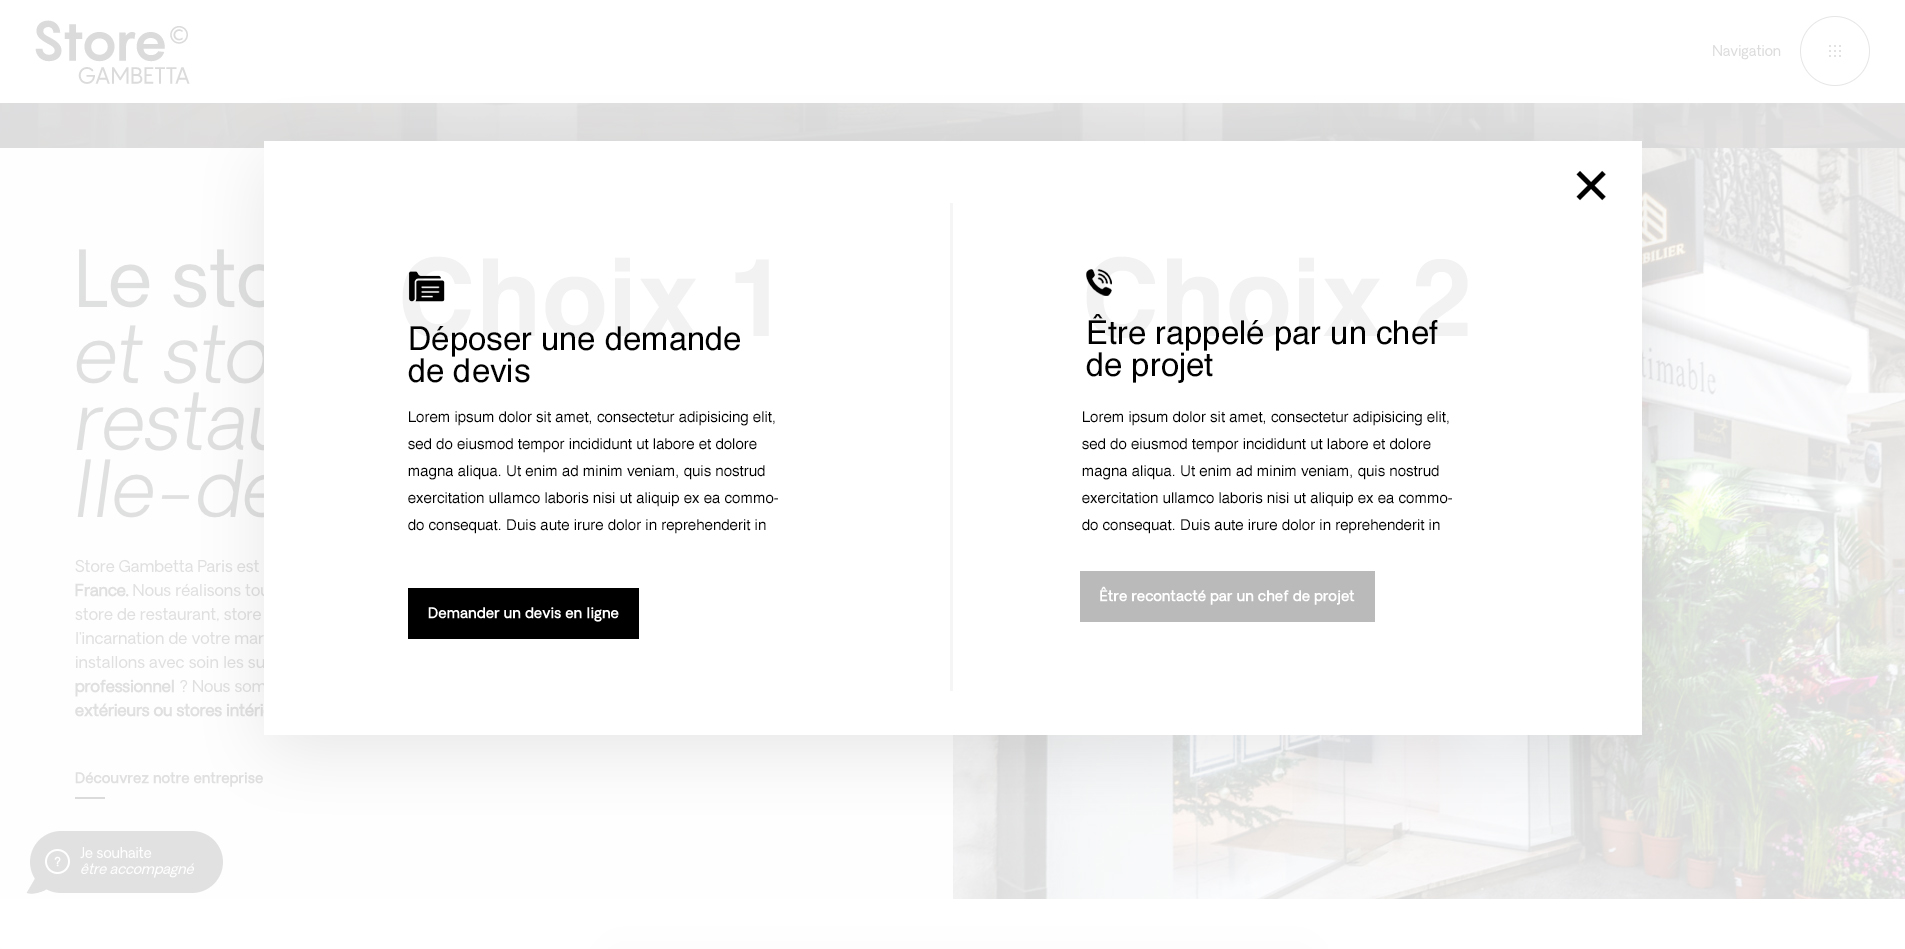 Store©
GAMBETTA
Navigation
Choix 1
Déposer une demande
de devis
Lorem ipsum dolor sit amet, consectetur adipisicing elit,
sed do eiusmod tempor incididunt ut labore et dolore
magna aliqua. Ut enim ad minim veniam, quis nostrud
exercitation ullamco laboris nisi ut aliquip ex ea commo-
do consequat. Duis aute irure dolor in reprehenderit in
Demander un devis en ligne
Choix 2
Être rappelé par un chef
de projet
Lorem ipsum dolor sit amet, consectetur adipisicing elit,
sed do eiusmod tempor incididunt ut labore et dolore
magna aliqua. Ut enim ad minim veniam, quis nostrud
exercitation ullamco laboris nisi ut aliquip ex ea commo-
do consequat. Duis aute irure dolor in reprehenderit in
Être recontacté par un chef de projet
Le sto
et sto
restau
Ile-de
Store Gambetta Paris est
France. Nous réalisons tou
store de restaurant, store
l'incarnation de votre mar
installons avec soin les su
professionnel ? Nous som
extérieurs ou stores intéri
Découvrez notre entreprise
?
Je souhaite
être accompagné